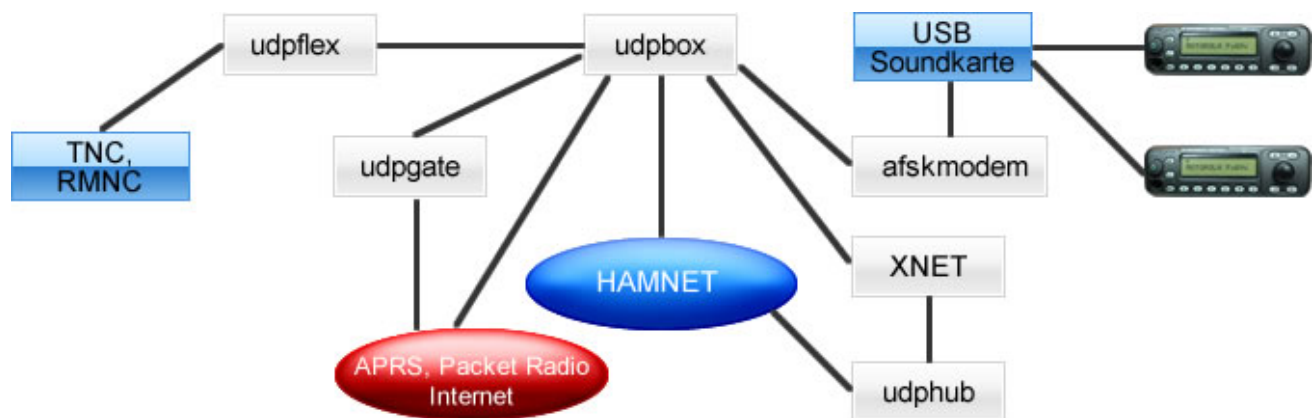 udpflex
udpbox
USB
Soundkarte
TNC,
RMNC
udpgate
afskmodem
HAMNET
XNET
APRS, Packet Radio
Internet
udphub